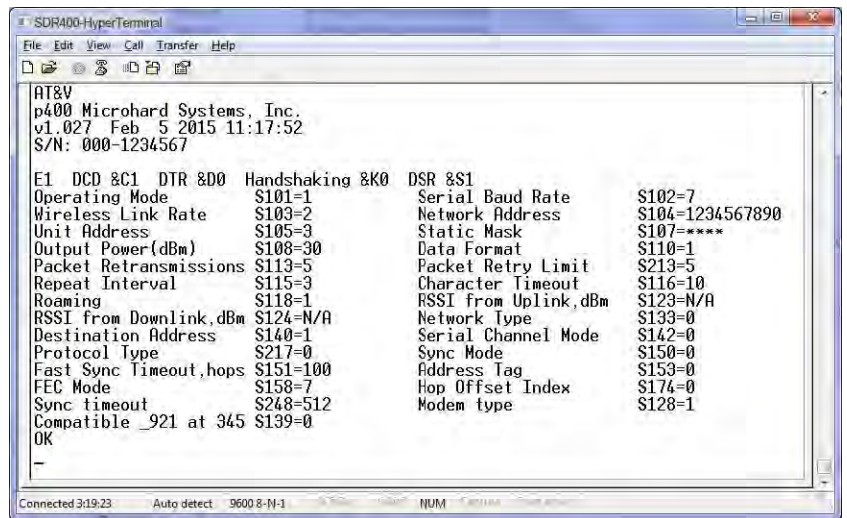 SDR400-HyperTerminal
File Edit View Call Transfer Help
AT&V
p400 Microhard Systems, Inc.
v1.027 Feb 5 2015 11:17:52
S/N: 000-1234567
E1 DCD &C1 DTR &D0 Handshaking &K0 DSR &S1
Operating Mode S101=1 Serial Baud Rate S102=7
Wireless Link Rate S103=2 Network Address S104=1234567890
Unit Address S105=3 Static Mask S107=****
Output Power(dBm) S108=30 Data Format S110=1
Packet Retransmissions S113=5 Packet Retry Limit S213=5
Repeat Interval S115=3 Character Timeout S116=10
Roaming S118=1 RSSI from Uplink,dBm S123=N/A
RSSI from Downlink,dBm S124=N/A Network Type S133=0
Destination Address S140=1 Serial Channel Mode S142=0
Protocol Type S217=0 Sync Mode S150=0
Fast Sync Timeout,hops S151=100 Address Tag S153=0
FEC Mode S158=7 Hop Offset Index S174=0
Sync timeout S248=512 Modem type S128=1
Compatible _921 at 345 S139=0
OK
_
Connected 3:19:23 Auto detect 9600 8-N-1 NUM